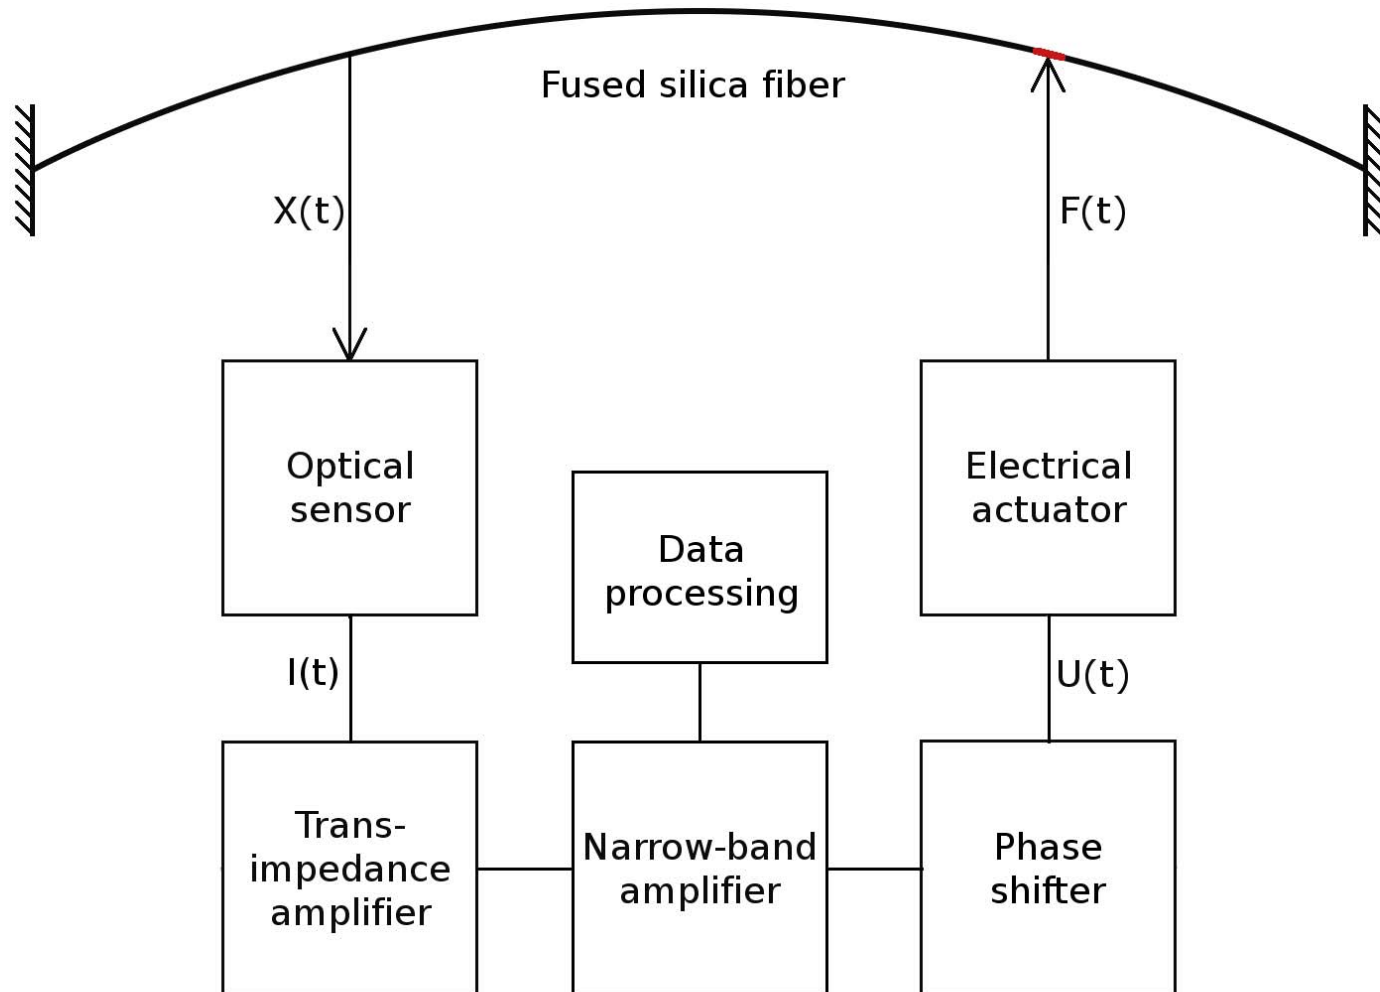 Fused silica fiber
X(t)
F(t)
Optical
sensor
Electrical
actuator
Data
processing
I(t)
U(t)
Trans-
impedance
amplifier
Narrow-band
amplifier
Phase
shifter